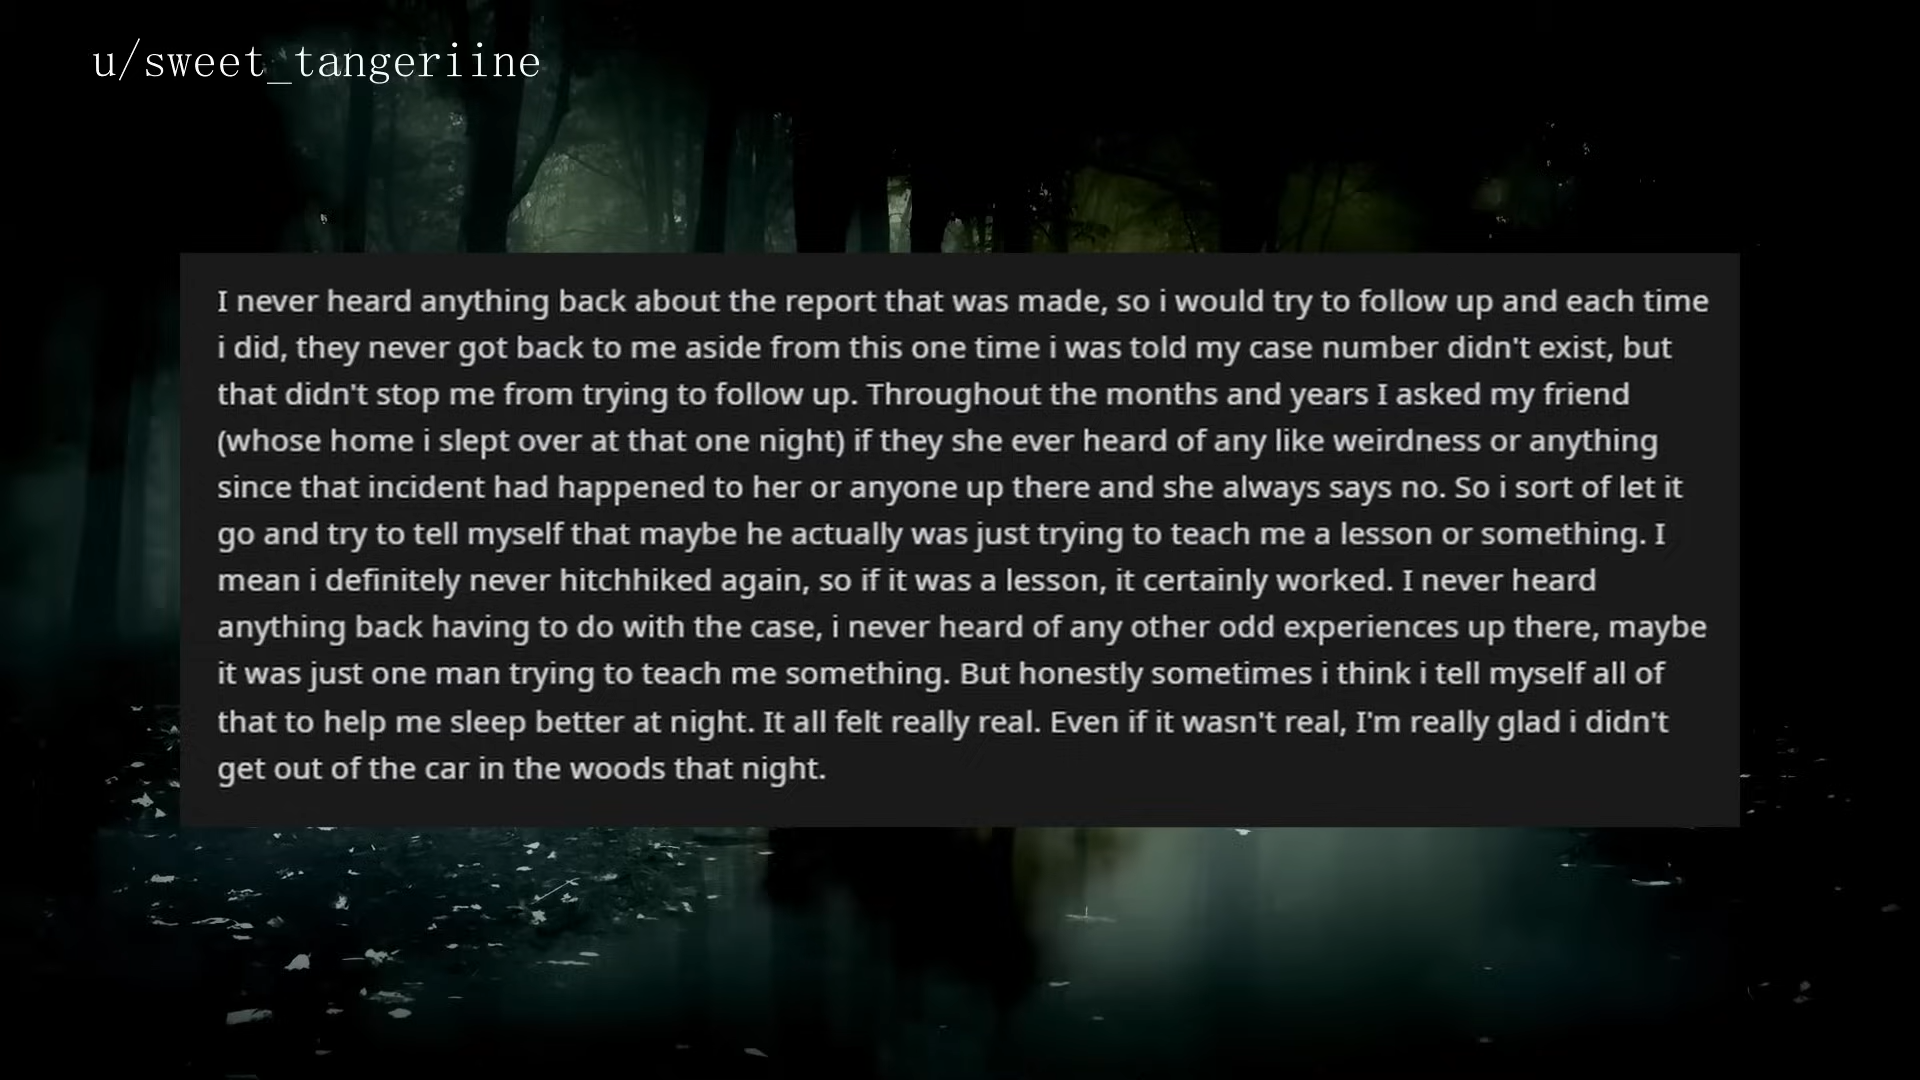 u/sweet_tangeriine
I never heard anything back about the report that was made, so i would try to follow up and each time
i did, they never got back to me aside from this one time i was told my case number didn't exist, but
that didn't stop me from trying to follow up. Throughout the months and years I asked my friend
(whose home i slept over at that one night) if they she ever heard of any like weirdness or anything
since that incident had happened to her or anyone up there and she always says no. So i sort of let it
go and try to tell myself that maybe he actually was just trying to teach me a lesson or something. I
mean i definitely never hitchhiked again, so if it was a lesson, it certainly worked. I never heard
anything back having to do with the case, i never heard of any other odd experiences up there, maybe
it was just one man trying to teach me something. But honestly sometimes i think i tell myself all of
that to help me sleep better at night. It all felt really real. Even if it wasn't real, I'm really glad i didn't
get out of the car in the woods that night.